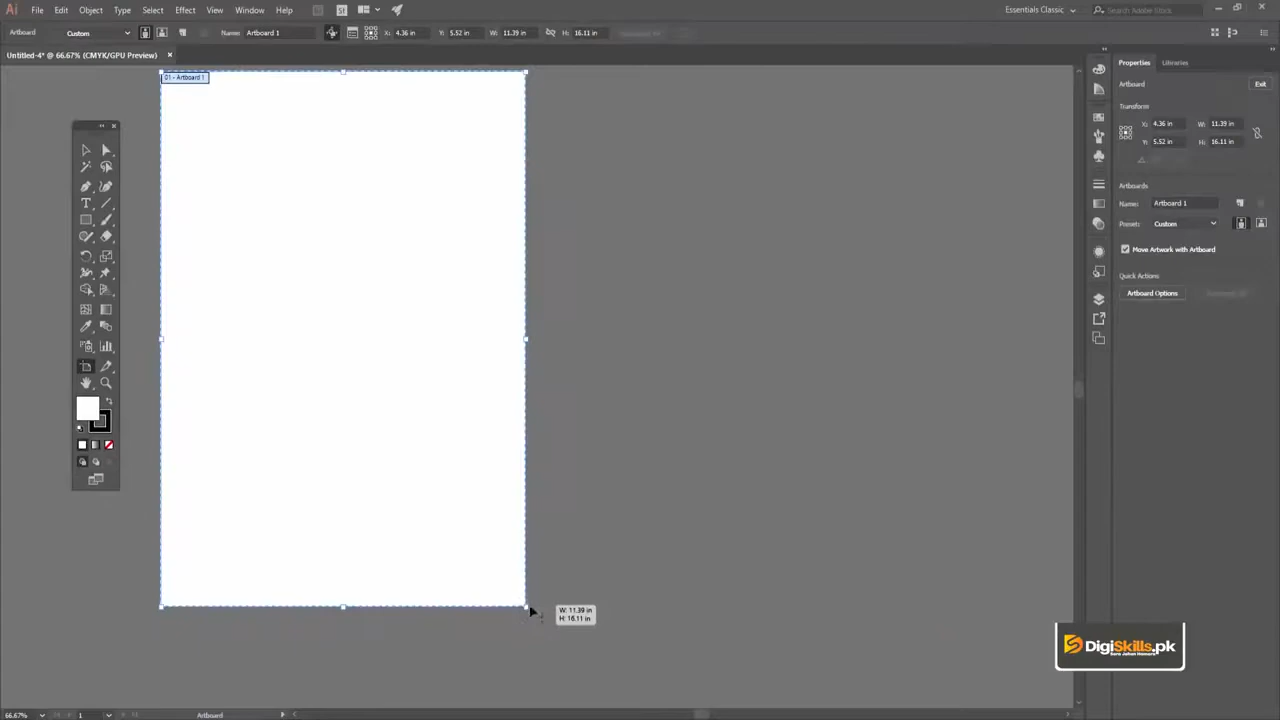 Ai File Edit Object Type Select Effect View Window Help Br St Essentials Classic Search Adobe Stock
Artboard Custom Name: Artboard 1 X: 4.36 in Y: 5.52 in W: 11.39 in H: 16.11 in
Untitled-4* @ 66.67% (CMYK/GPU Preview) ×
01 - Artboard 1
Properties Libraries
Artboard Exit
Transform
X: 4.36 in W: 11.39 in
Y: 5.52 in H: 16.11 in
Artboards
Name: Artboard 1
Preset: Custom
Move Artwork with Artboard
Quick Actions
Artboard Options
W: 11.39 in
H: 16.11 in
DigiSkills.pk
66.67% 1 Artboard